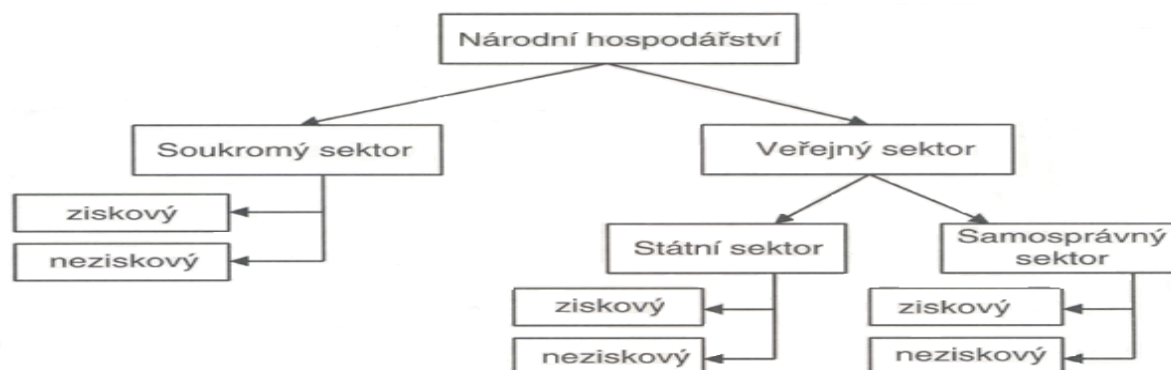 Národní hospodářství
Soukromý sektor
Veřejný sektor
ziskový
neziskový
Státní sektor
Samosprávný
sektor
ziskový
neziskový
ziskový
neziskový